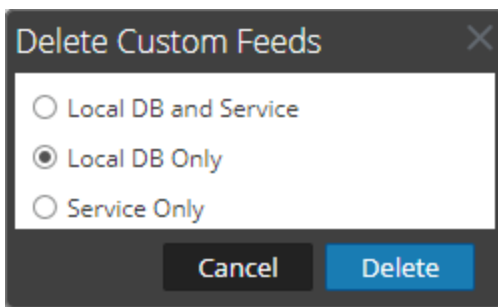 Delete Custom Feeds
Local DB and Service
Local DB Only
Service Only
Cancel Delete